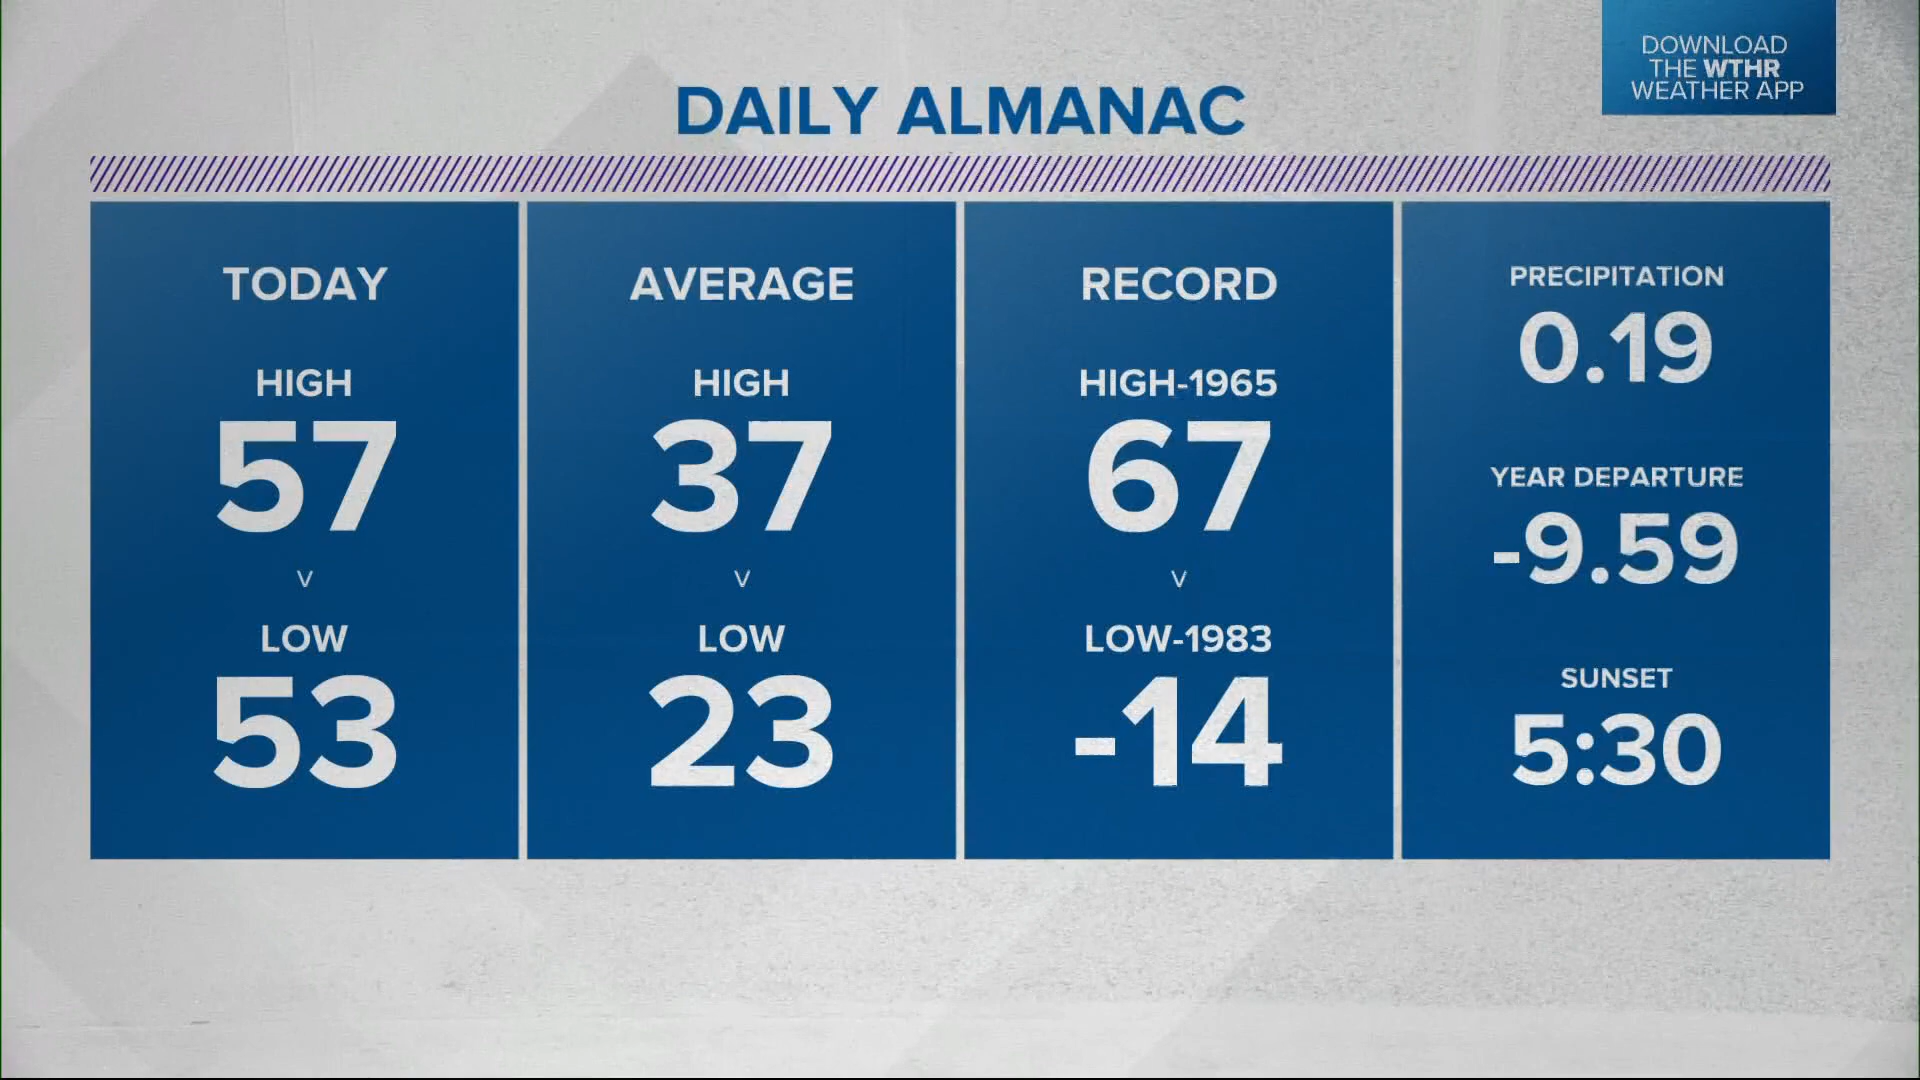 DOWNLOAD
THE WTHR
WEATHER APP
DAILY ALMANAC
TODAY
HIGH
57
v
LOW
53
AVERAGE
HIGH
37
v
LOW
23
RECORD
HIGH-1965
67
v
LOW-1983
-14
PRECIPITATION
0.19
YEAR DEPARTURE
-9.59
SUNSET
5:30